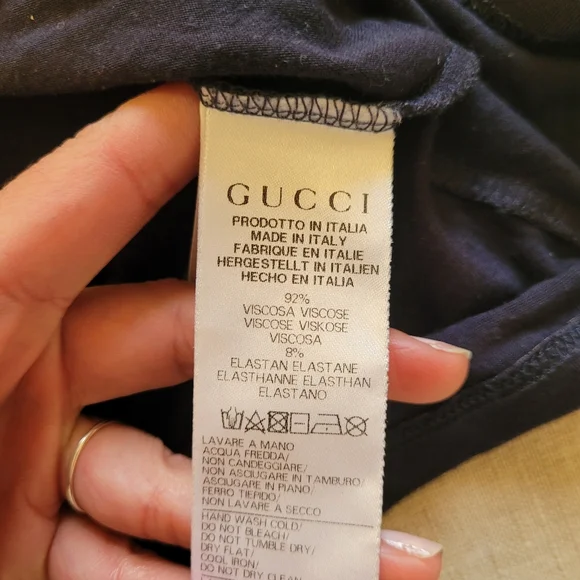 GUCCI
PRODOTTO IN ITALIA
MADE IN ITALY
FABRIQUE EN ITALIE
HERGESTELLT IN ITALIEN
HECHO EN ITALIA
92%
VISCOSA VISCOSE
VISCOSE VISKOSE
VISCOSA
8%
ELASTAN ELASTANE
ELASTHANNE ELASTHAN
ELASTANO
LAVARE A MANO
ACQUA FREDDA/
NON CANDEGGIARE/
NON ASCIUGARE IN TAMBURO/
ASCIUGARE IN PIANO/
FERRO TIEPIDO/
NON LAVARE A SECCO
HAND WASH COLD/
DO NOT BLEACH/
DO NOT TUMBLE DRY/
DRY FLAT/
COOL IRON/
DO NOT DRY CLEAN